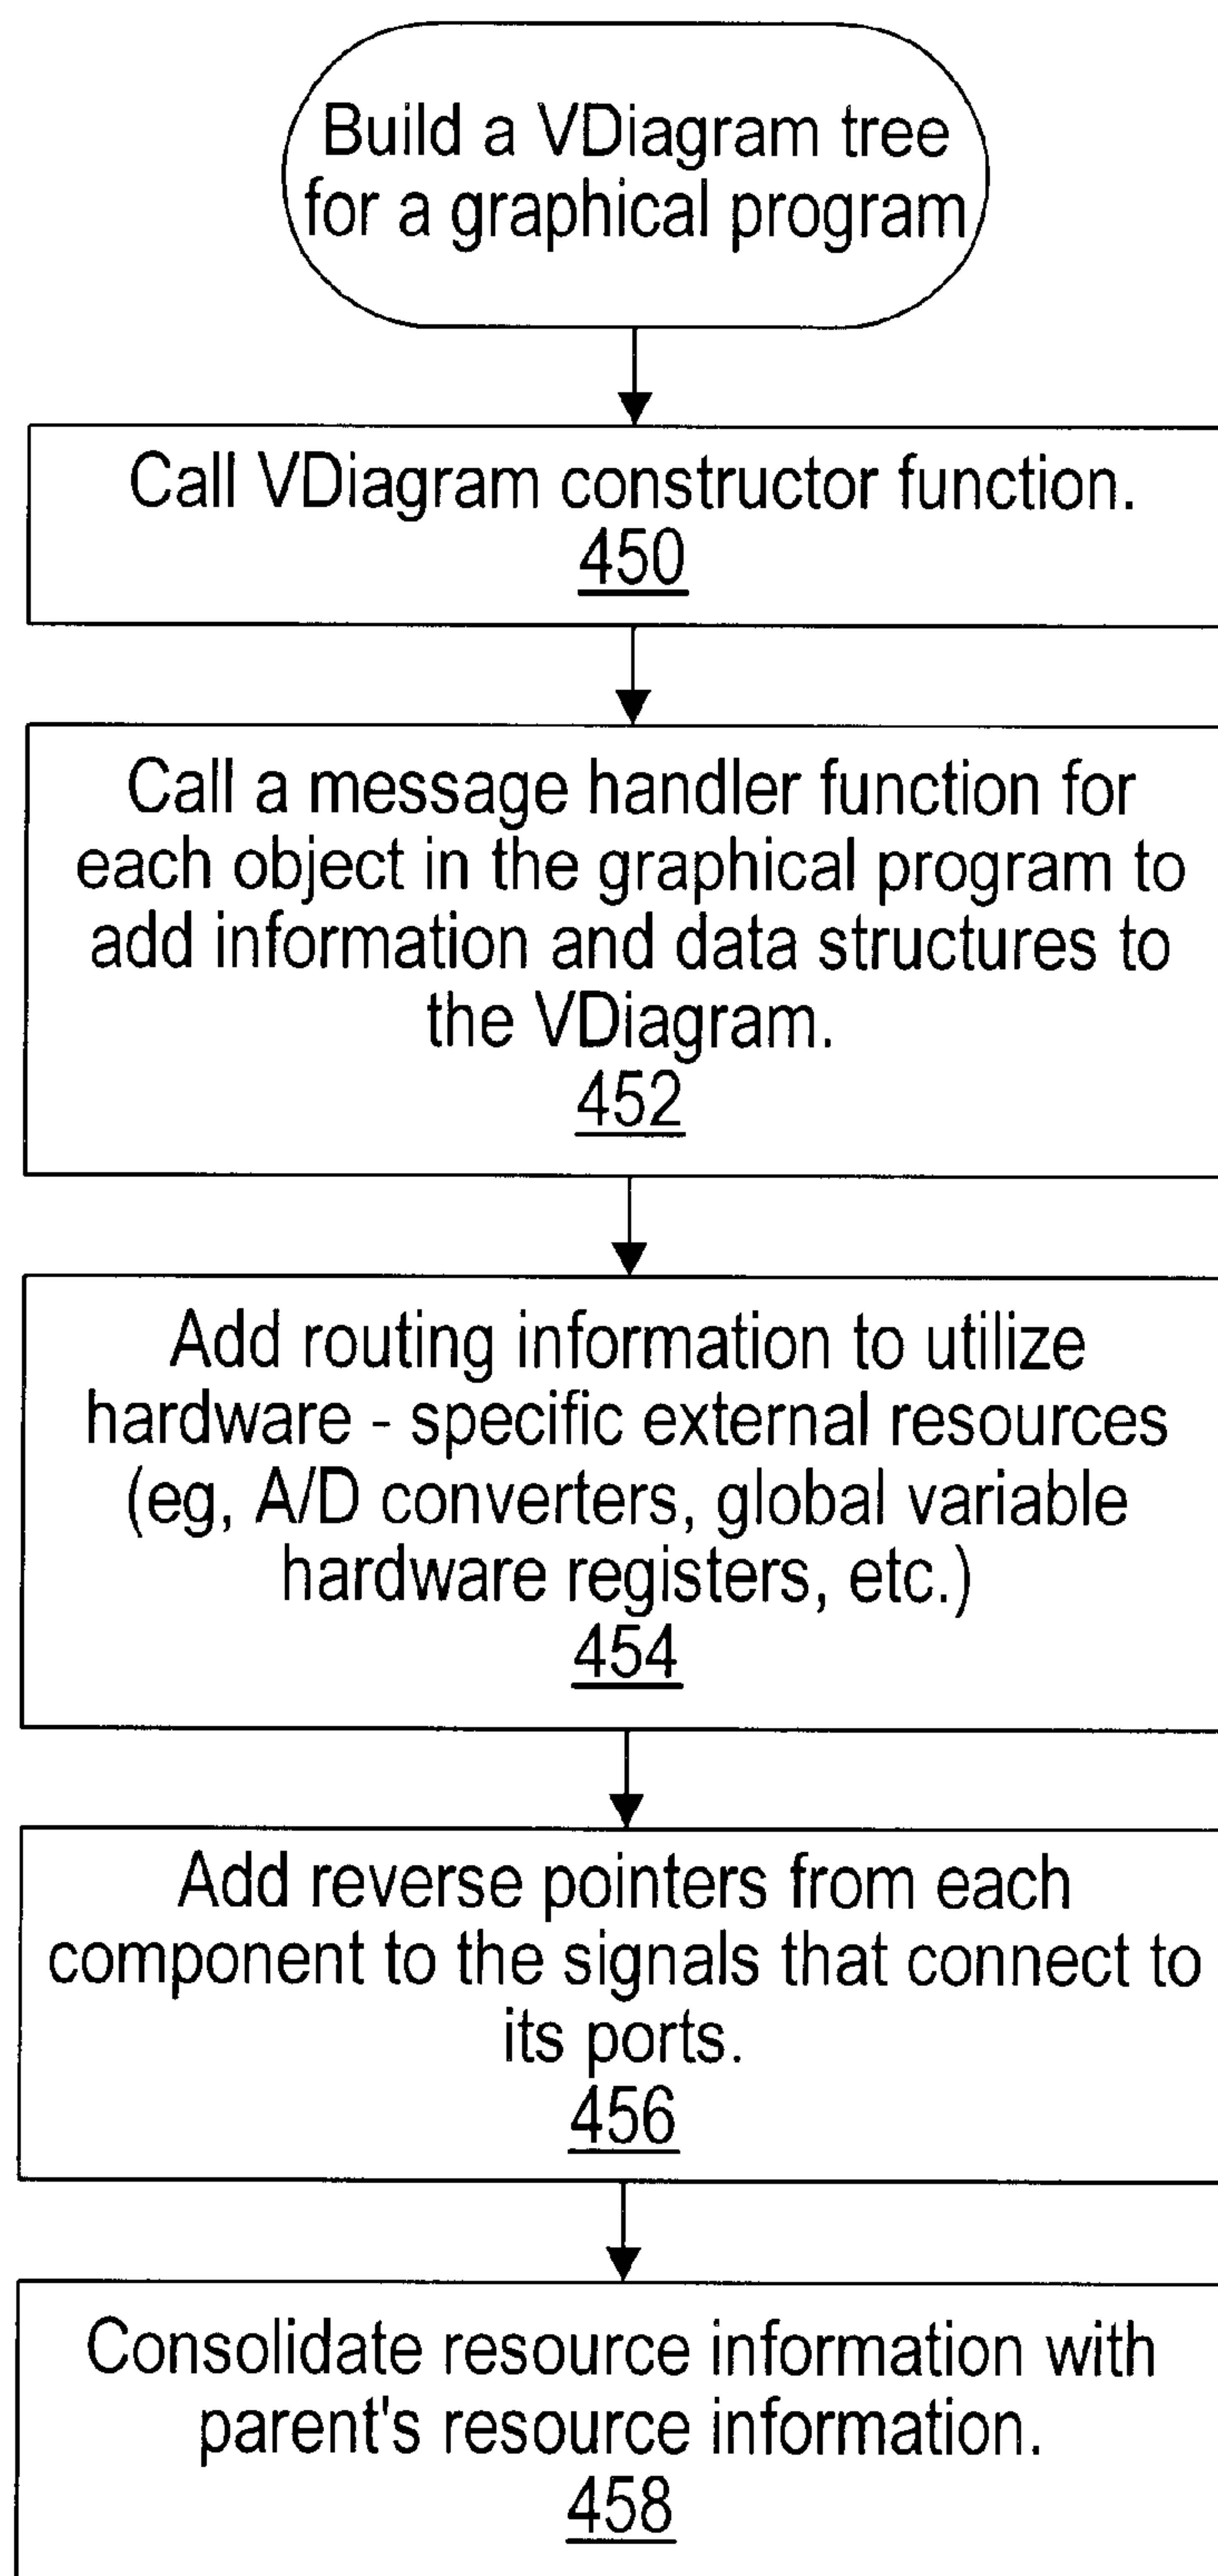 Build a VDiagram tree
for a graphical program
Call VDiagram constructor function.
450
Call a message handler function for
each object in the graphical program to
add information and data structures to
the VDiagram.
452
Add routing information to utilize
hardware - specific external resources
(eg, A/D converters, global variable
hardware registers, etc.)
454
Add reverse pointers from each
component to the signals that connect to
its ports.
456
Consolidate resource information with
parent's resource information.
458